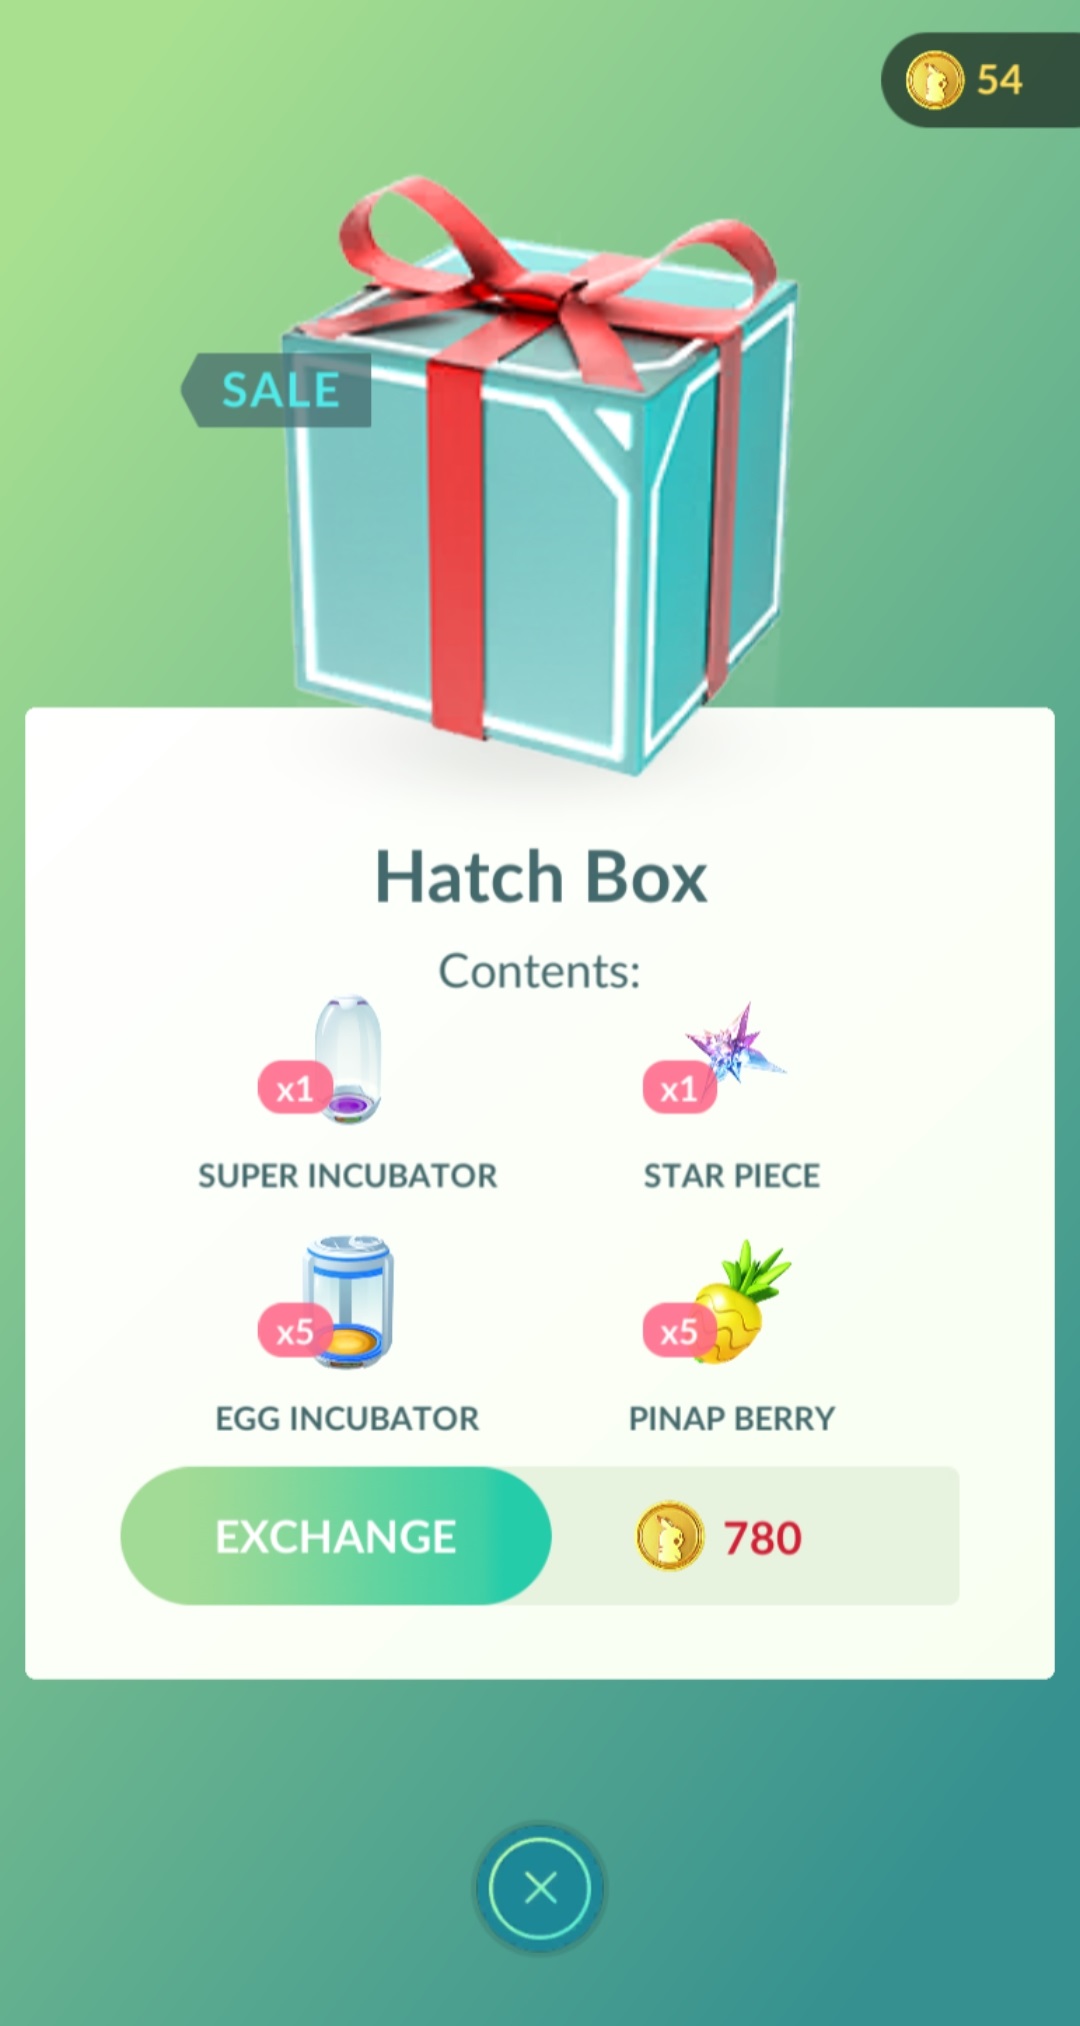 54
SALE
Hatch Box
Contents:
x1
x1
SUPER INCUBATOR
STAR PIECE
x5
x5
EGG INCUBATOR
PINAP BERRY
EXCHANGE
780